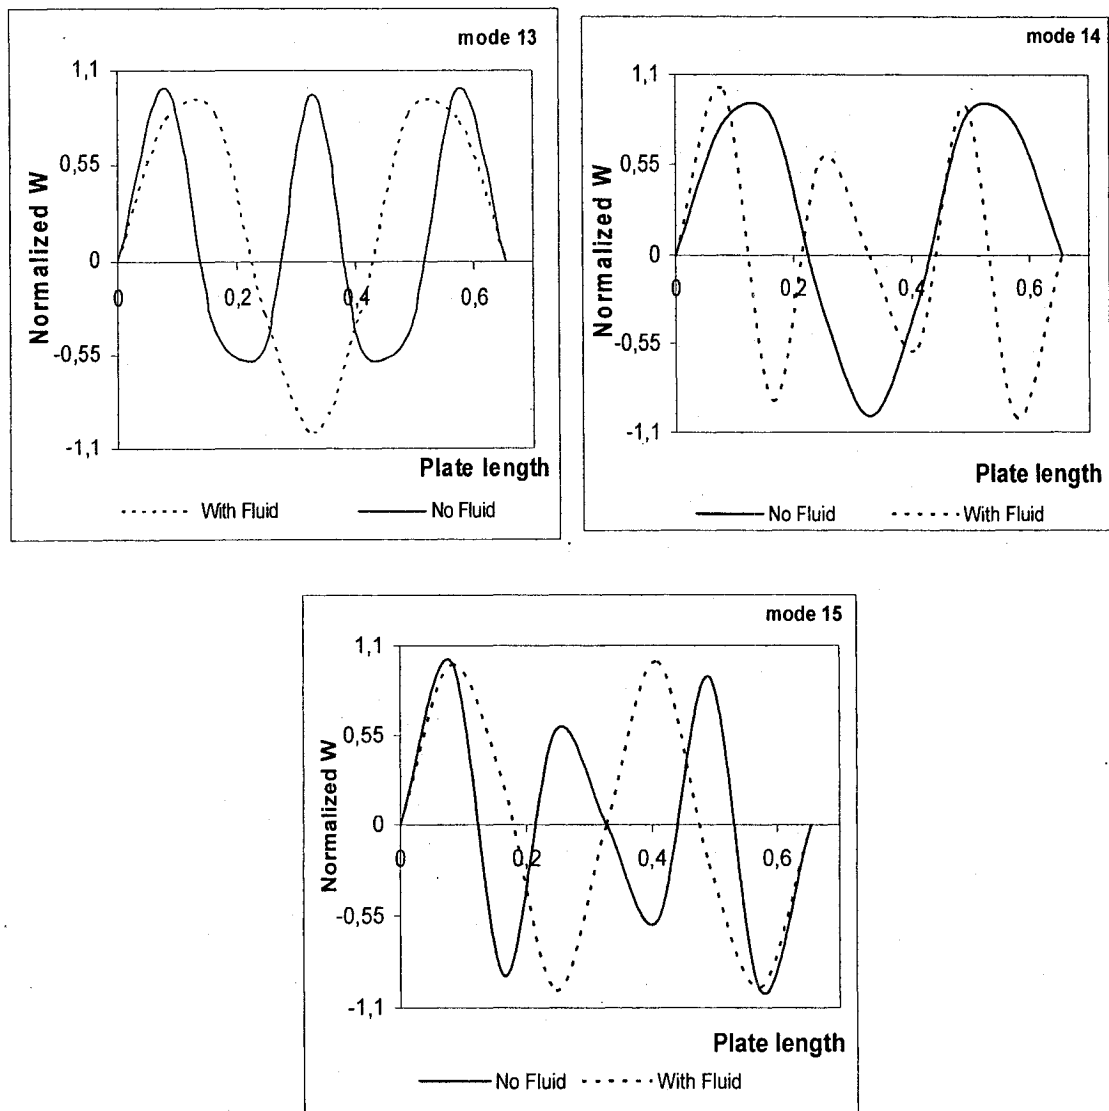 mode 13
1,1
0,55
0
-0,55
-1,1
Normalized W
0
0,2
0,4
0,6
Plate length
With Fluid
No Fluid
mode 14
1,1
0,55
0
-0,55
-1,1
Normalized W
0
0,2
0,4
0,6
Plate length
No Fluid
With Fluid
mode 15
1,1
0,55
0
-0,55
-1,1
Normalized W
0
0,2
0,4
0,6
Plate length
No Fluid
With Fluid